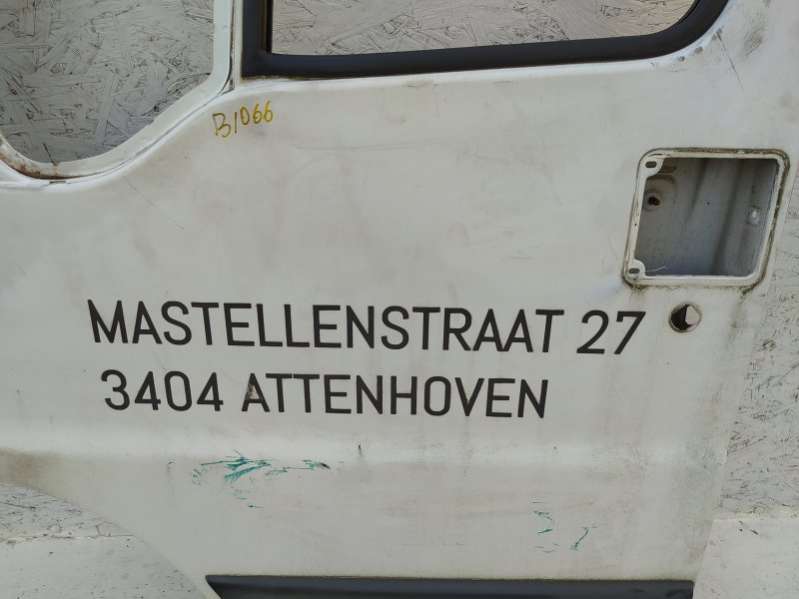 B1066
MASTELLENSTRAAT 27
3404 ATTENHOVEN